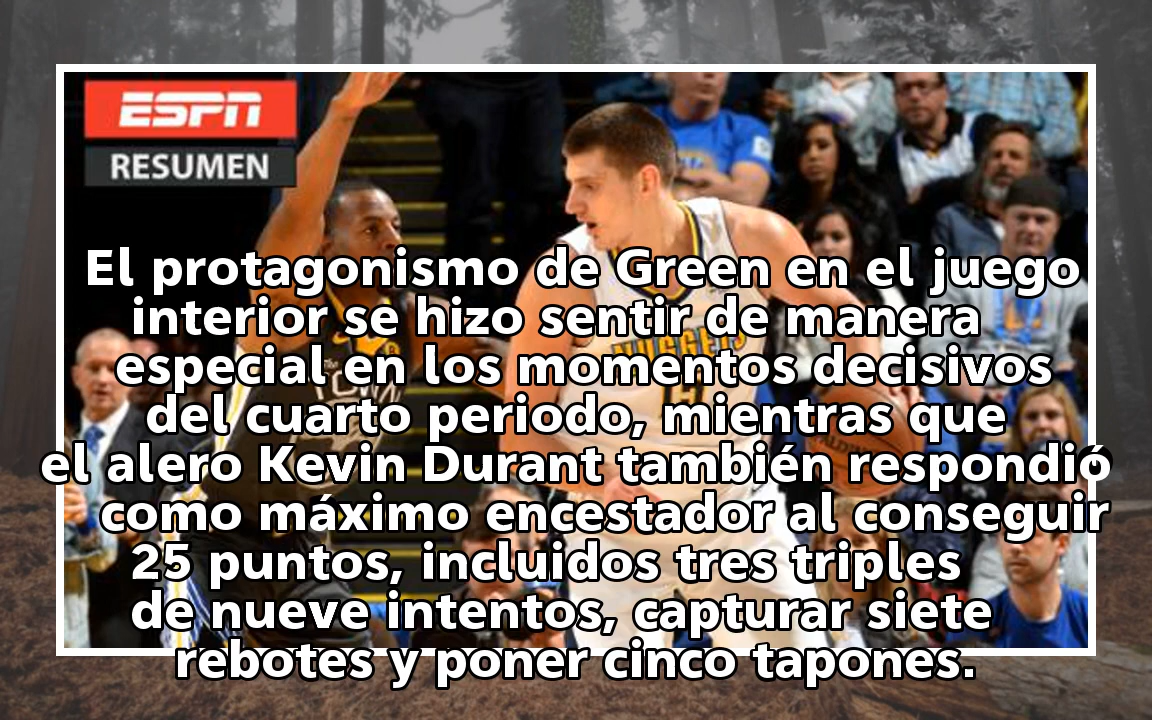 ESPN
RESUMEN
El protagonismo de Green en el juego
interior se hizo sentir de manera
especial en los momentos decisivos
del cuarto periodo, mientras que
el alero Kevin Durant también respondió
como máximo encestador al conseguir
25 puntos, incluidos tres triples
de nueve intentos, capturar siete
rebotes y poner cinco tapones.
NUGGETS